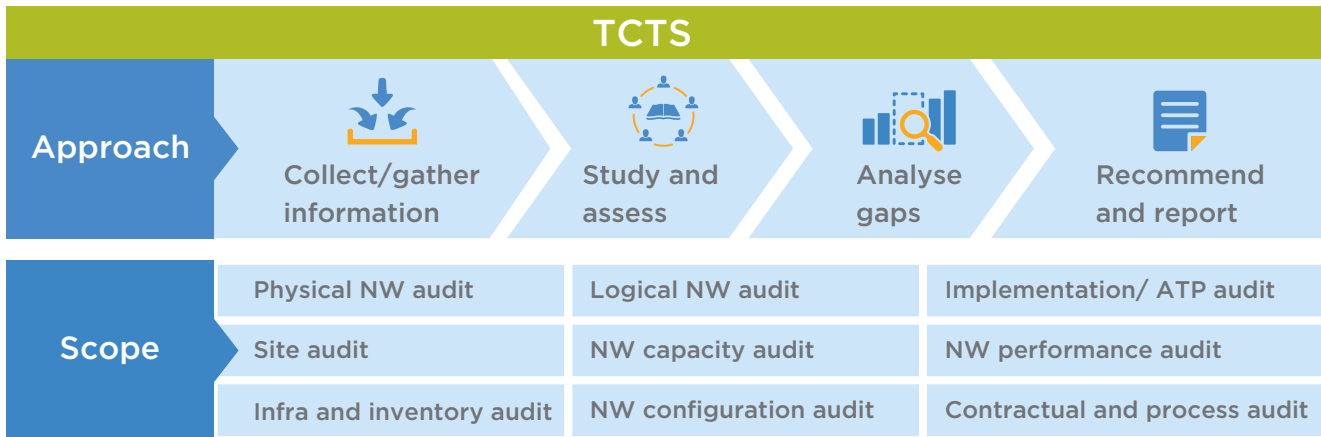 TCTS
Approach
Collect/gather
information
Study and
assess
Analyse
gaps
Recommend
and report
Scope
Physical NW audit
Logical NW audit
Implementation/ ATP audit
Site audit
NW capacity audit
NW performance audit
Infra and inventory audit
NW configuration audit
Contractual and process audit